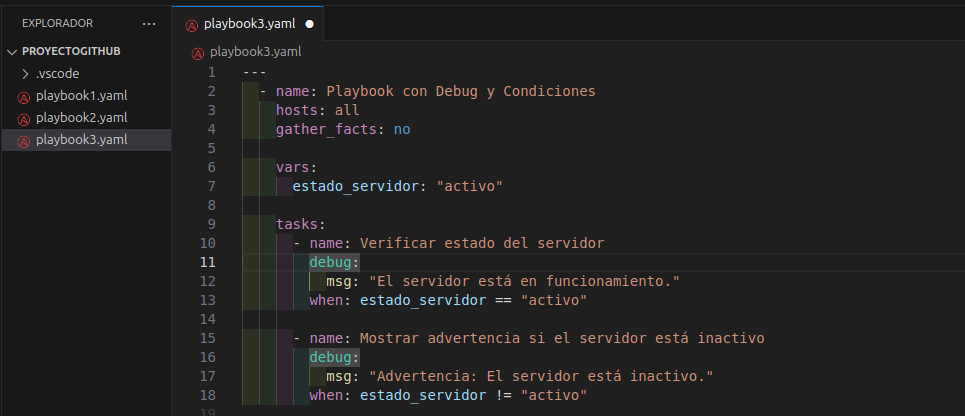 EXPLORADOR ...
PROYECTOGITHUB
.vscode
playbook1.yaml
playbook2.yaml
playbook3.yaml
playbook3.yaml
playbook3.yaml
1 ---
2 - name: Playbook con Debug y Condiciones
3 hosts: all
4 gather_facts: no
5
6 vars:
7 estado_servidor: "activo"
8
9 tasks:
10 - name: Verificar estado del servidor
11 debug:
12 msg: "El servidor está en funcionamiento."
13 when: estado_servidor == "activo"
14
15 - name: Mostrar advertencia si el servidor está inactivo
16 debug:
17 msg: "Advertencia: El servidor está inactivo."
18 when: estado_servidor != "activo"
19